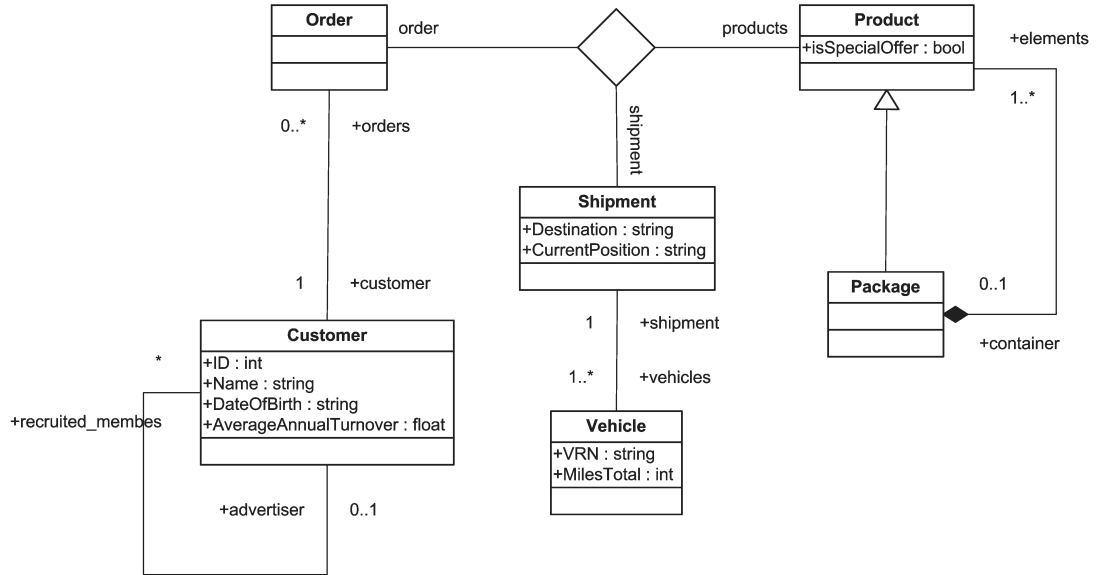 Order
order
products
Product
+isSpecialOffer : bool
+elements
1..*
0..*
+orders
shipment
Shipment
+Destination : string
+CurrentPosition : string
1
+customer
Package
0..1
+container
Customer
+ID : int
+Name : string
+DateOfBirth : string
+AverageAnnualTurnover : float
*
+recruited_membes
1
+shipment
1..*
+vehicles
Vehicle
+VRN : string
+MilesTotal : int
+advertiser
0..1